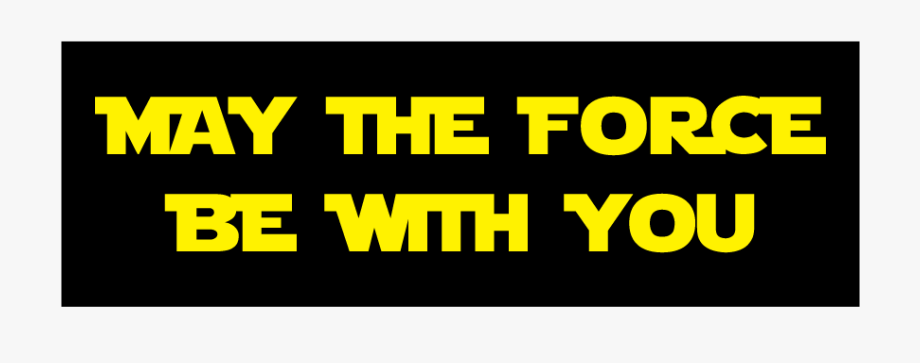 MAY THE FORCE
BE WITH YOU